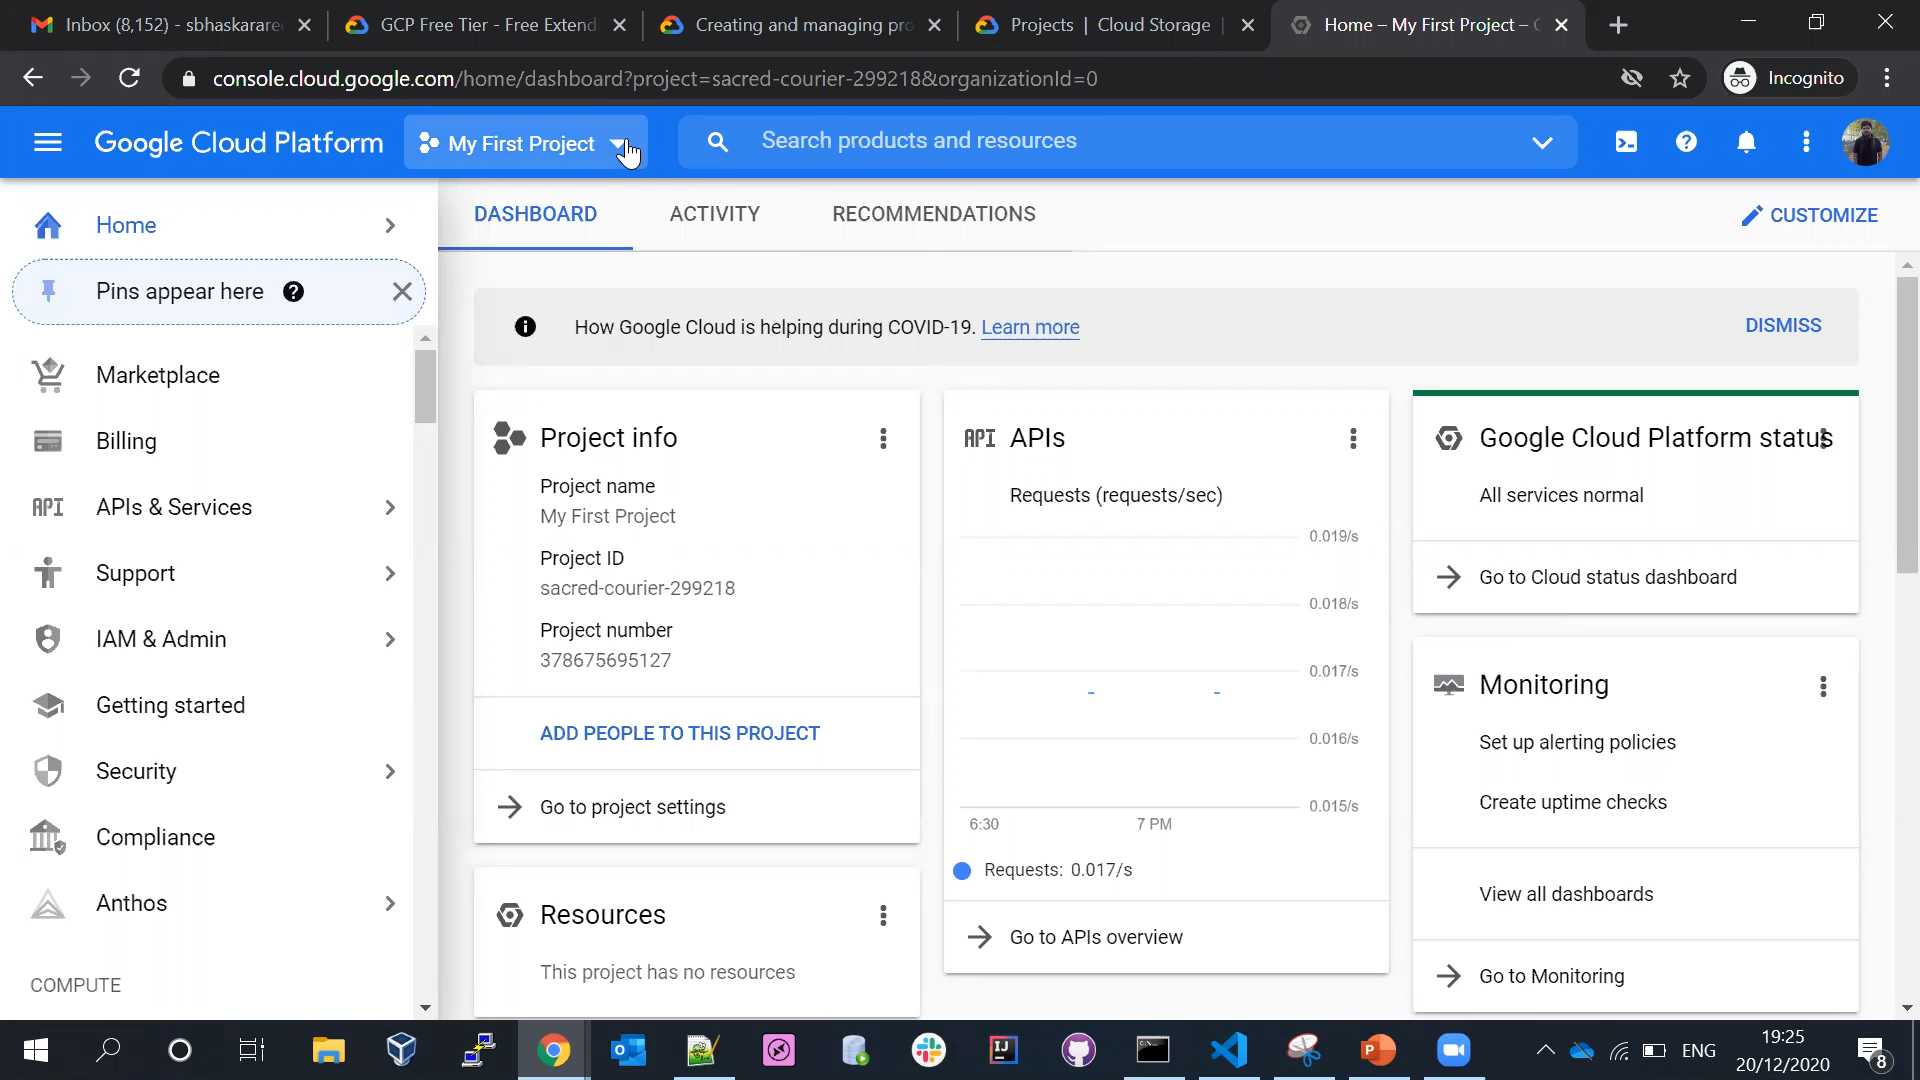 Inbox (8,152) - sbhaskarare
GCP Free Tier - Free Extend
Creating and managing pro
Projects | Cloud Storage |
Home – My First Project –
console.cloud.google.com/home/dashboard?project=sacred-courier-299218&organizationId=0
Incognito
Google Cloud Platform
My First Project
Search products and resources
Home
Pins appear here
Marketplace
Billing
API
APIs & Services
Support
IAM & Admin
Getting started
Security
Compliance
Anthos
COMPUTE
DASHBOARD
ACTIVITY
RECOMMENDATIONS
CUSTOMIZE
How Google Cloud is helping during COVID-19. Learn more
DISMISS
Project info
Project name
My First Project
Project ID
sacred-courier-299218
Project number
378675695127
ADD PEOPLE TO THIS PROJECT
Go to project settings
Resources
This project has no resources
API APIs
Requests (requests/sec)
0.019/s
0.018/s
0.017/s
0.016/s
0.015/s
6:30
7 PM
Requests: 0.017/s
Go to APIs overview
Google Cloud Platform status
All services normal
Go to Cloud status dashboard
Monitoring
Set up alerting policies
Create uptime checks
View all dashboards
Go to Monitoring
ENG
19:25
20/12/2020
8